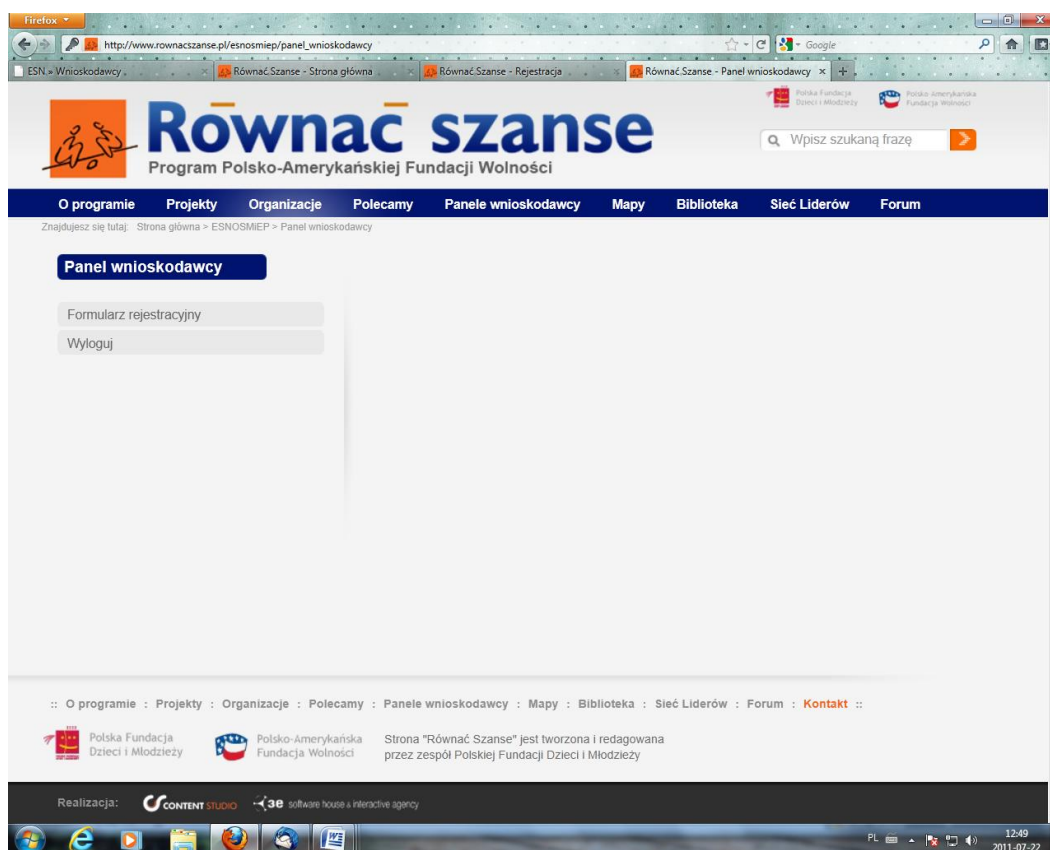 Firefox
http://www.rownacszanse.pl/esnosmiep/panel_wnioskodawcy
Google
ESN » Wnioskodawcy
Równać Szanse - Strona główna
Równać Szanse - Rejestracja
Równać Szanse - Panel wnioskodawcy
Równać szanse
Program Polsko-Amerykańskiej Fundacji Wolności
Polska Fundacja
Dzieci i Młodzieży
Polsko Amerykańska
Fundacja Wolności
Wpisz szukaną frazę
O programie Projekty Organizacje Polecamy Panele wnioskodawcy Mapy Biblioteka Sieć Liderów Forum
Znajdujesz się tutaj: Strona główna > ESNOSMiEP > Panel wnioskodawcy
Panel wnioskodawcy
Formularz rejestracyjny
Wyloguj
:: O programie : Projekty : Organizacje : Polecamy : Panele wnioskodawcy : Mapy : Biblioteka : Sieć Liderów : Forum : Kontakt ::
Polska Fundacja
Dzieci i Młodzieży
Polsko-Amerykańska
Fundacja Wolności
Strona "Równać Szanse" jest tworzona i redagowana
przez zespół Polskiej Fundacji Dzieci i Młodzieży
Realizacja: CONTENT STUDIO 3e software house & interactive agency
PL
12:49
2011-07-22